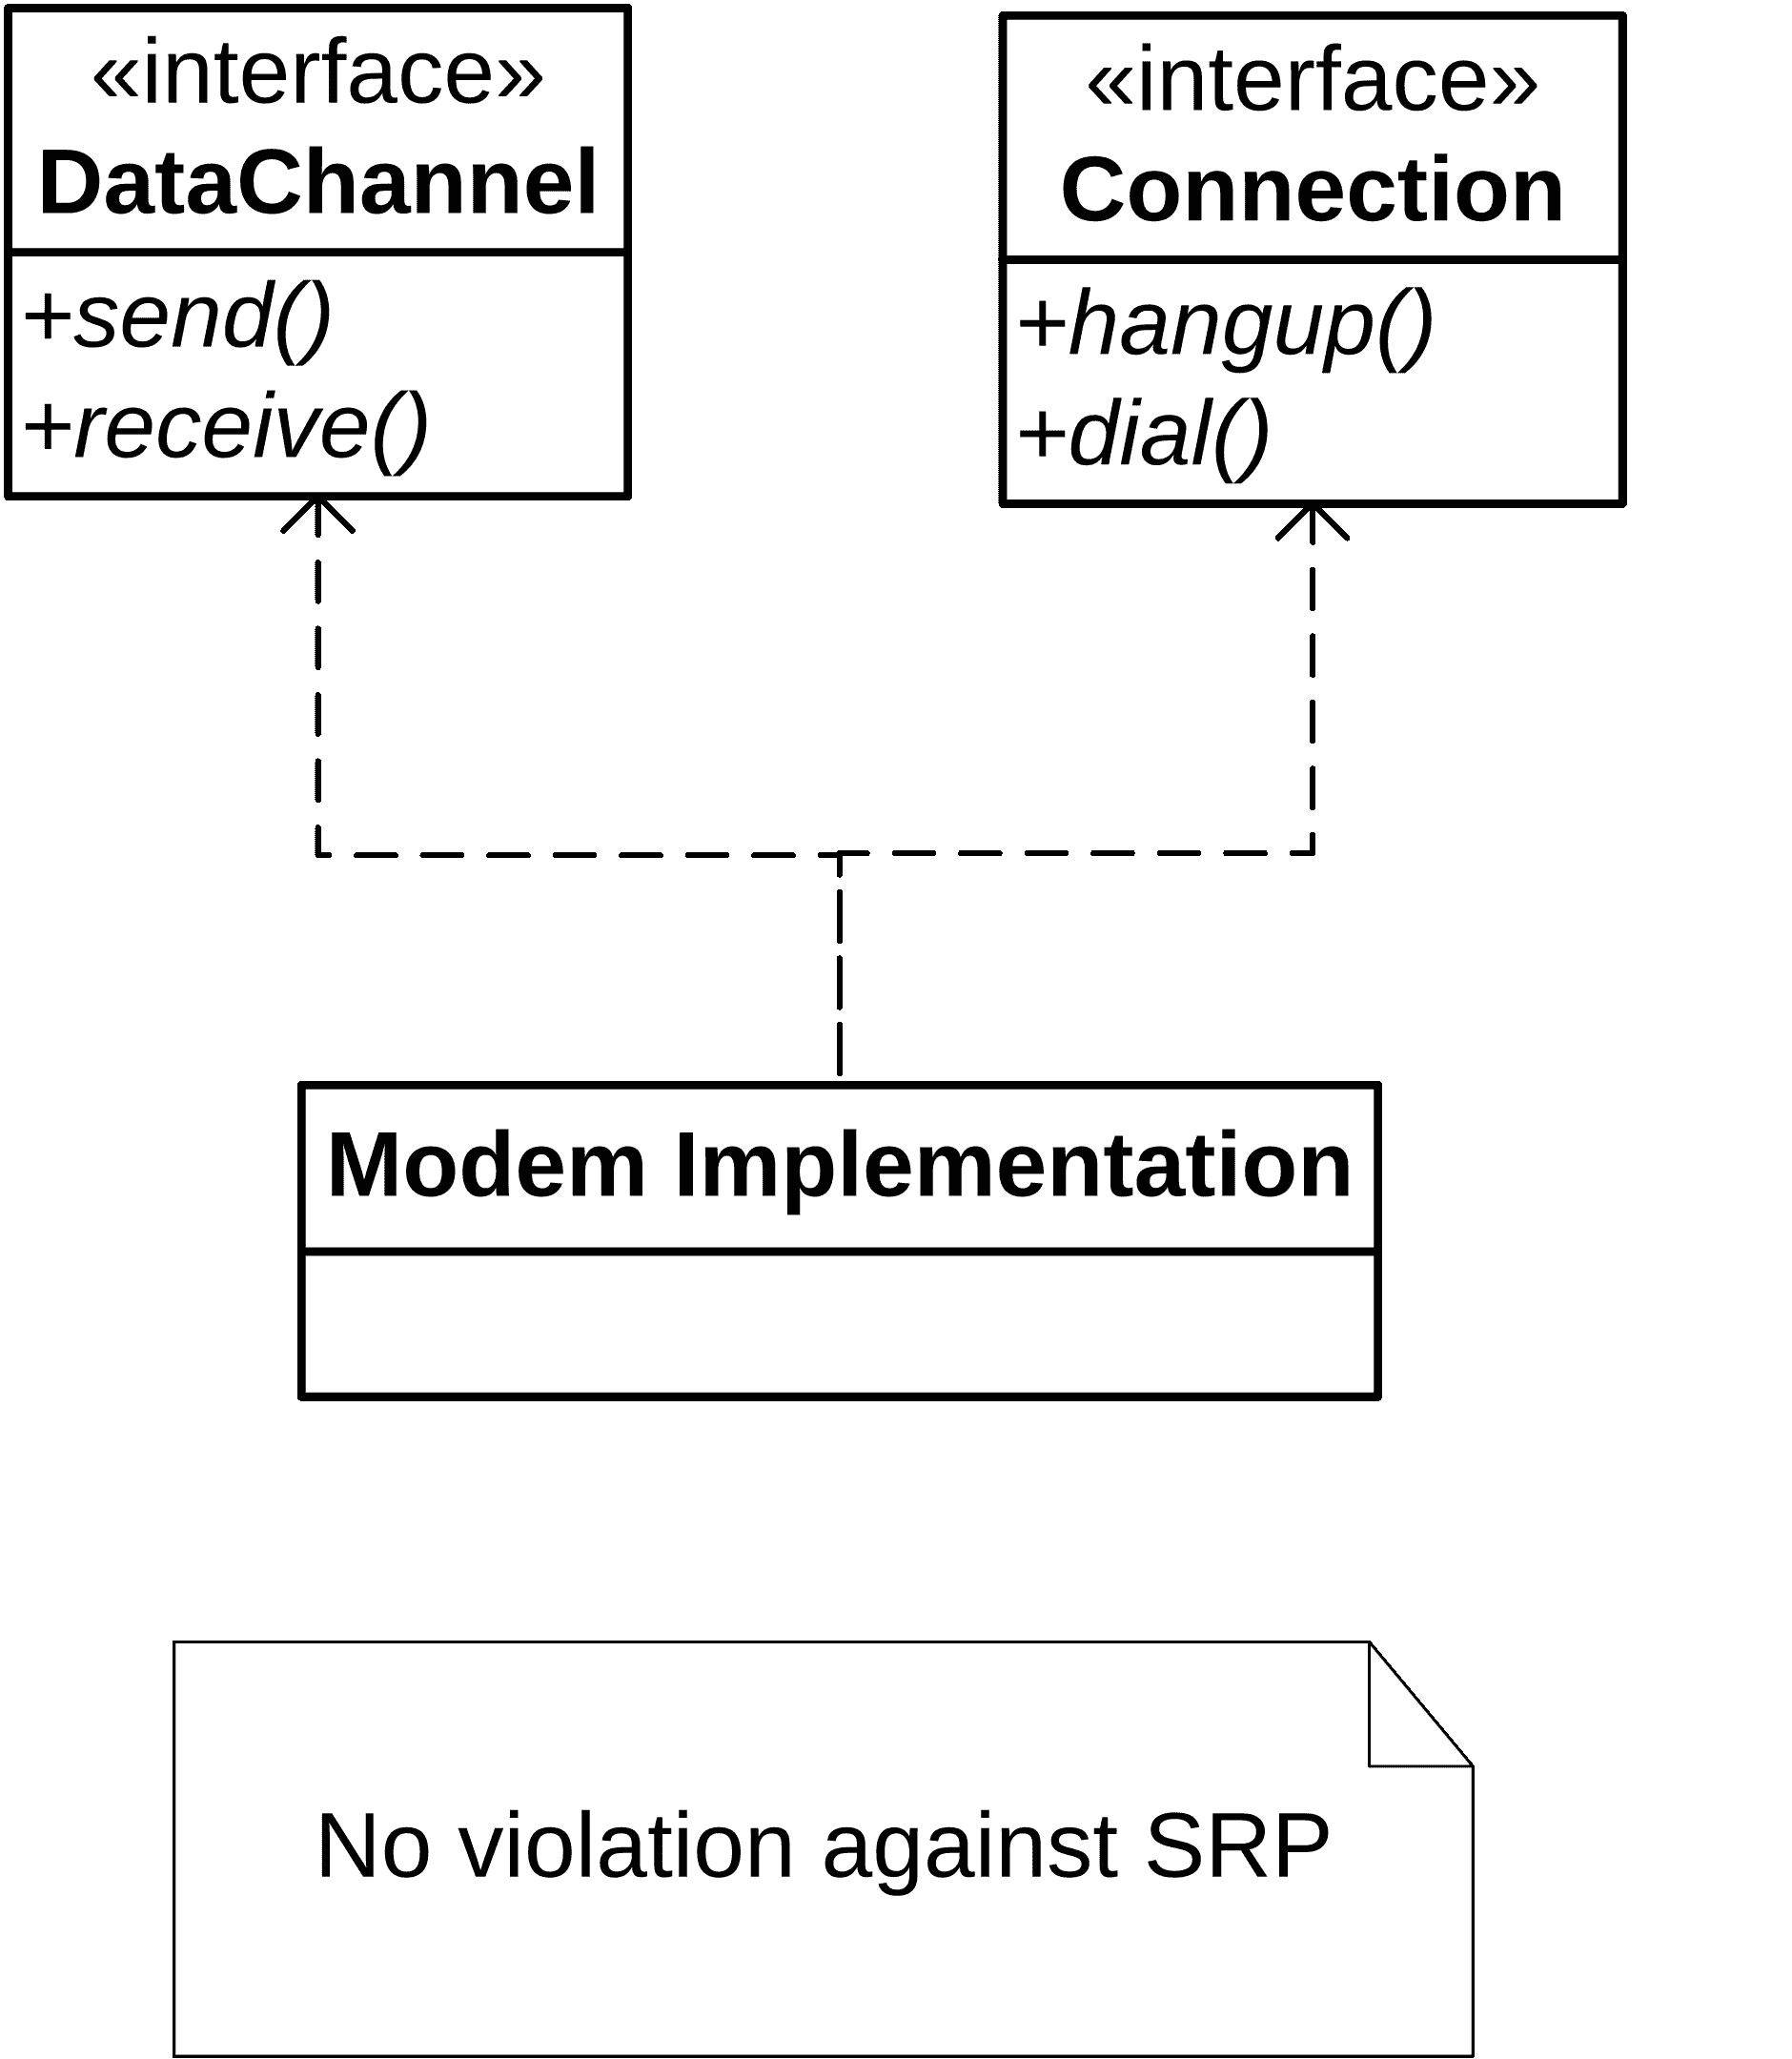 «interface»
DataChannel
+send()
+receive()
«interface»
Connection
+hangup()
+dial()
Modem Implementation
No violation against SRP